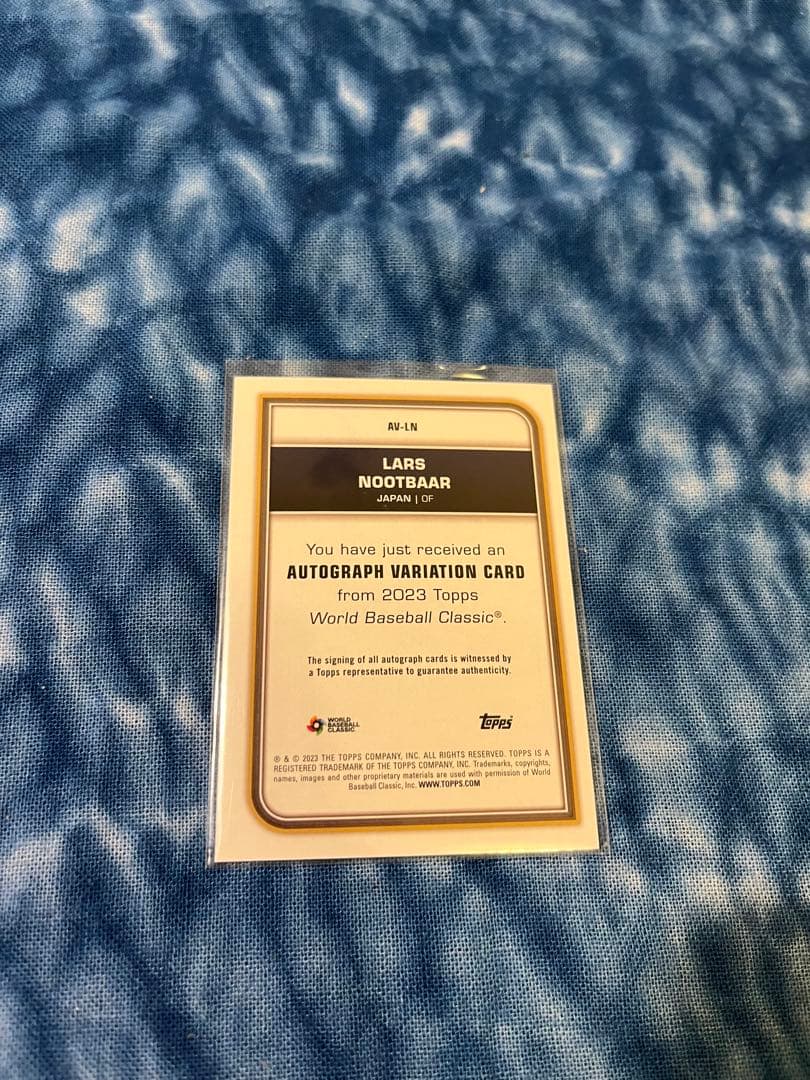 AV-LN
LARS
NOOTBAAR
JAPAN | OF
You have just received an
AUTOGRAPH VARIATION CARD
from 2023 Topps
World Baseball Classic®.
The signing of all autograph cards is witnessed by
a Topps representative to guarantee authenticity.
WORLD
BASEBALL
CLASSIC
topps
® & © 2023 THE TOPPS COMPANY, INC. ALL RIGHTS RESERVED. TOPPS IS A
REGISTERED TRADEMARK OF THE TOPPS COMPANY, INC. Trademarks, copyrights,
names, images and other proprietary materials are used with permission of World
Baseball Classic, Inc. WWW.TOPPS.COM